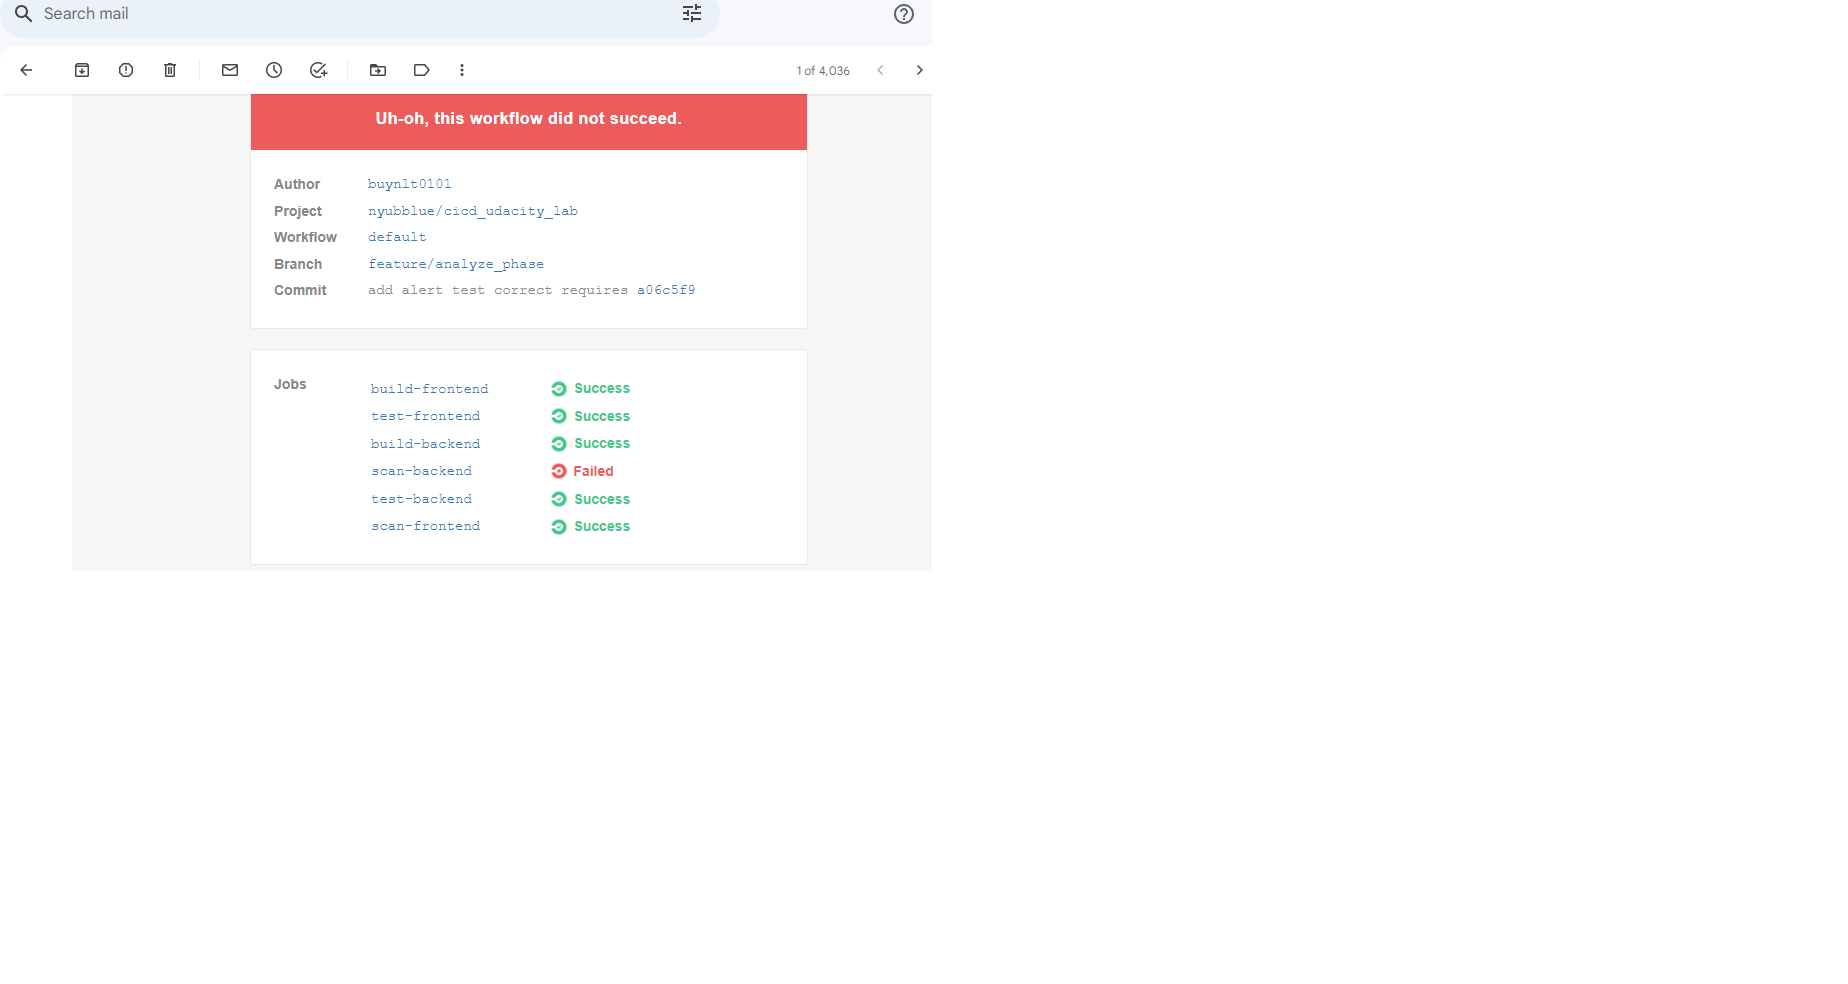 Search mail
1 of 4,036
Uh-oh, this workflow did not succeed.
Author buynlt0101
Project nyubblue/cicd_udacity_lab
Workflow default
Branch feature/analyze_phase
Commit add alert test correct requires a06c5f9
Jobs
build-frontend Success
test-frontend Success
build-backend Success
scan-backend Failed
test-backend Success
scan-frontend Success